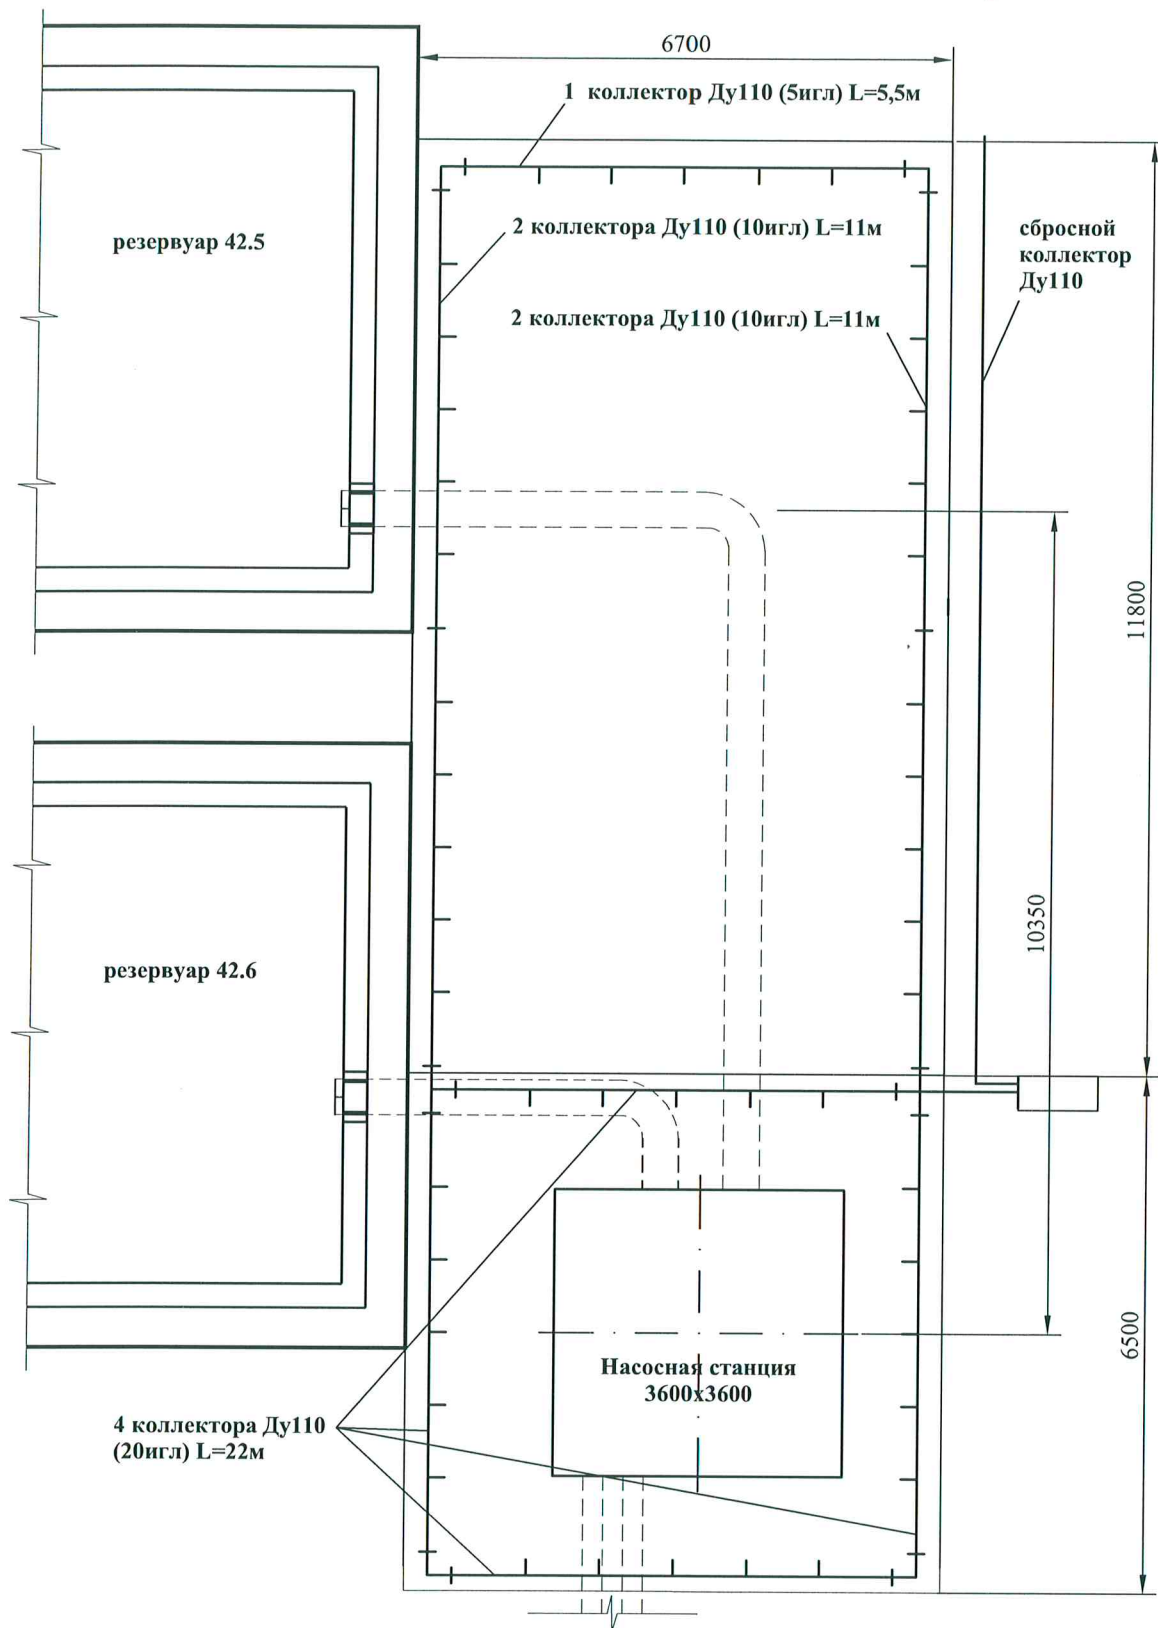 6700
1 коллектор Ду110 (5игл) L=5,5м
2 коллектора Ду110 (10игл) L=11м
резервуар 42.5
сбросной
коллектор
Ду110
2 коллектора Ду110 (10игл) L=11м
11800
10350
резервуар 42.6
6500
Насосная станция
3600х3600
4 коллектора Ду110
(20игл) L=22м